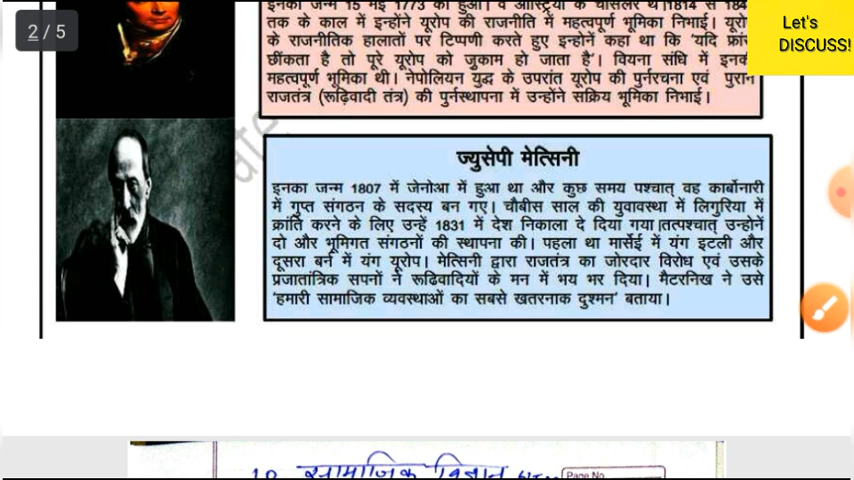 2 / 5
Let's
DISCUSS!
इनका जन्म 15 मई 1773 को हुआ। वे ऑस्ट्रिया के चांसलर थे।1814 से 184
तक के काल में इन्होंने यूरोप की राजनीति में महत्वपूर्ण भूमिका निभाई। यूरो
के राजनीतिक हालातों पर टिप्पणी करते हुए इन्होनें कहा था कि 'यदि फ्रांस
छींकता है तो पूरे यूरोप को जुकाम हो जाता है'। वियना संधि में इनकी
महत्वपूर्ण भूमिका थी। नेपोलियन युद्ध के उपरांत यूरोप की पुर्नरचना एवं पुराने
राजतंत्र (रूढ़िवादी तंत्र) की पुर्नस्थापना में उन्होंने सक्रिय भूमिका निभाई।
ज्युसेपी मेत्सिनी
इनका जन्म 1807 में जेनोआ में हुआ था और कुछ समय पश्चात् वह कार्बोनारी
में गुप्त संगठन के सदस्य बन गए। चौबीस साल की युवावस्था में लिगुरिया में
क्रांति करने के लिए उन्हें 1831 में देश निकाला दे दिया गया।तत्पश्चात् उन्होनें
दो और भूमिगत संगठनों की स्थापना की। पहला था मार्सेई में यंग इटली और
दूसरा बर्न में यंग यूरोप। मेत्सिनी द्वारा राजतंत्र का जोरदार विरोध एवं उसके
प्रजातांत्रिक सपनों ने रूढिवादियों के मन में भय भर दिया। मैटरनिख ने उसे
'हमारी सामाजिक व्यवस्थाओं का सबसे खतरनाक दुश्मन' बताया।
10 सामाजिक विज्ञान
Page No.